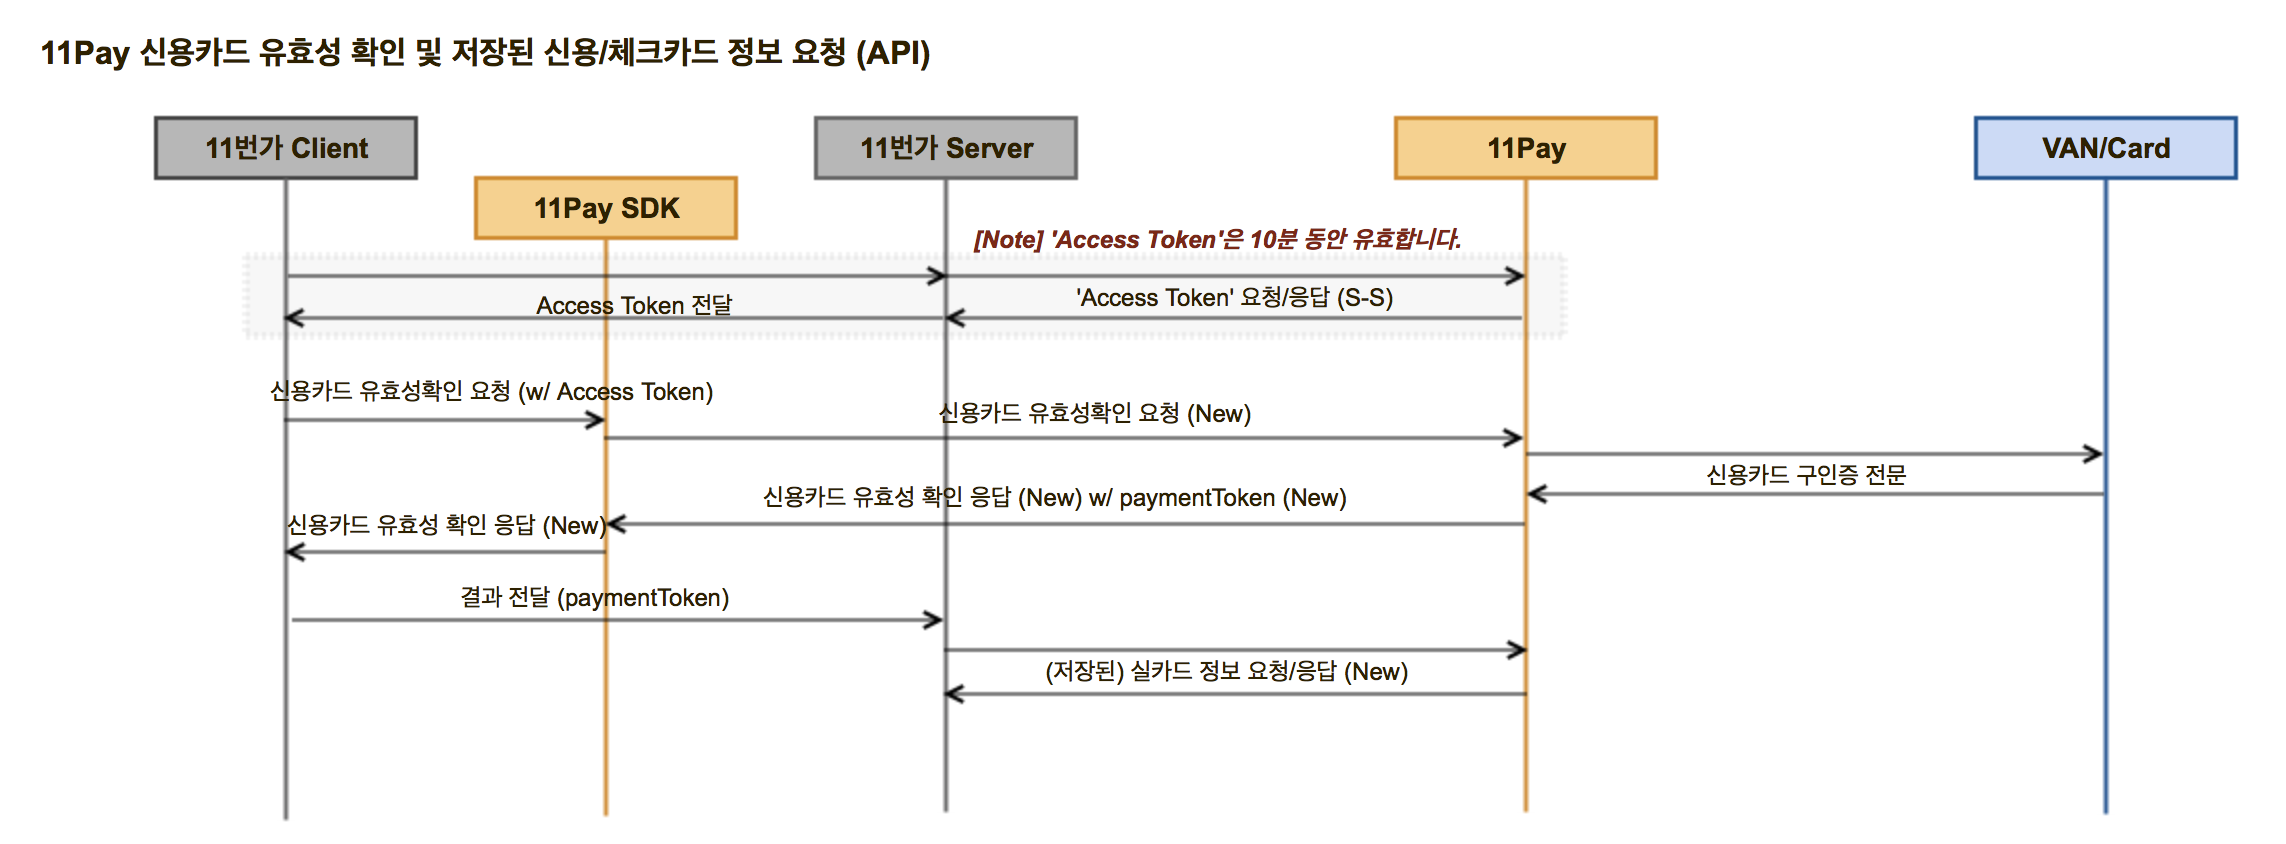 11Pay 신용카드 유효성 확인 및 저장된 신용/체크카드 정보 요청 (API)
11번가 Client
11번가 Server
11Pay
VAN/Card
11Pay SDK
[Note] 'Access Token'은 10분 동안 유효합니다.
Access Token 전달
'Access Token' 요청/응답 (S-S)
신용카드 유효성확인 요청 (w/ Access Token)
신용카드 유효성확인 요청 (New)
신용카드 구인증 전문
신용카드 유효성 확인 응답 (New) w/ paymentToken (New)
신용카드 유효성 확인 응답 (New)
결과 전달 (paymentToken)
(저장된) 실카드 정보 요청/응답 (New)